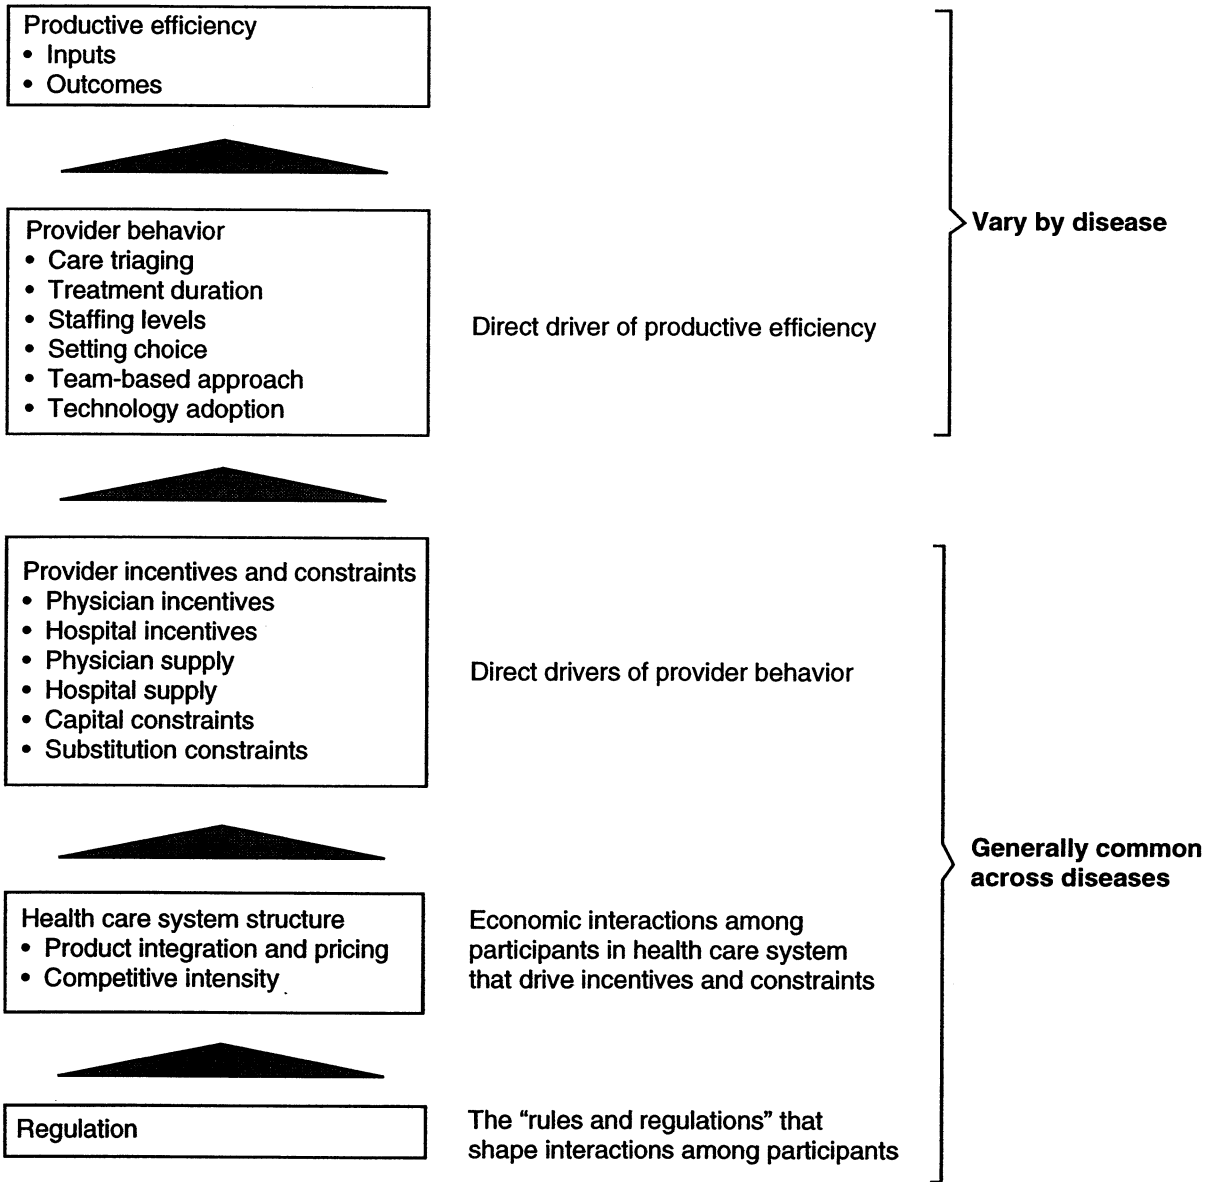 Productive efficiency
• Inputs
• Outcomes
Provider behavior
• Care triaging
• Treatment duration
• Staffing levels
• Setting choice
• Team-based approach
• Technology adoption
Direct driver of productive efficiency
Vary by disease
Provider incentives and constraints
• Physician incentives
• Hospital incentives
• Physician supply
• Hospital supply
• Capital constraints
• Substitution constraints
Direct drivers of provider behavior
Health care system structure
• Product integration and pricing
• Competitive intensity
Economic interactions among
participants in health care system
that drive incentives and constraints
Regulation
The “rules and regulations” that
shape interactions among participants
Generally common
across diseases